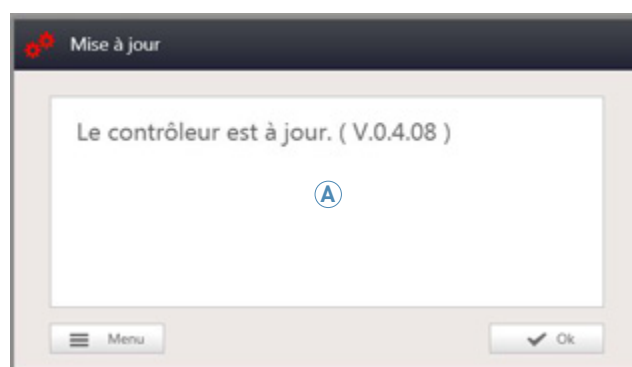 Mise à jour
Le contrôleur est à jour. ( V.0.4.08 )
A
Menu
Ok